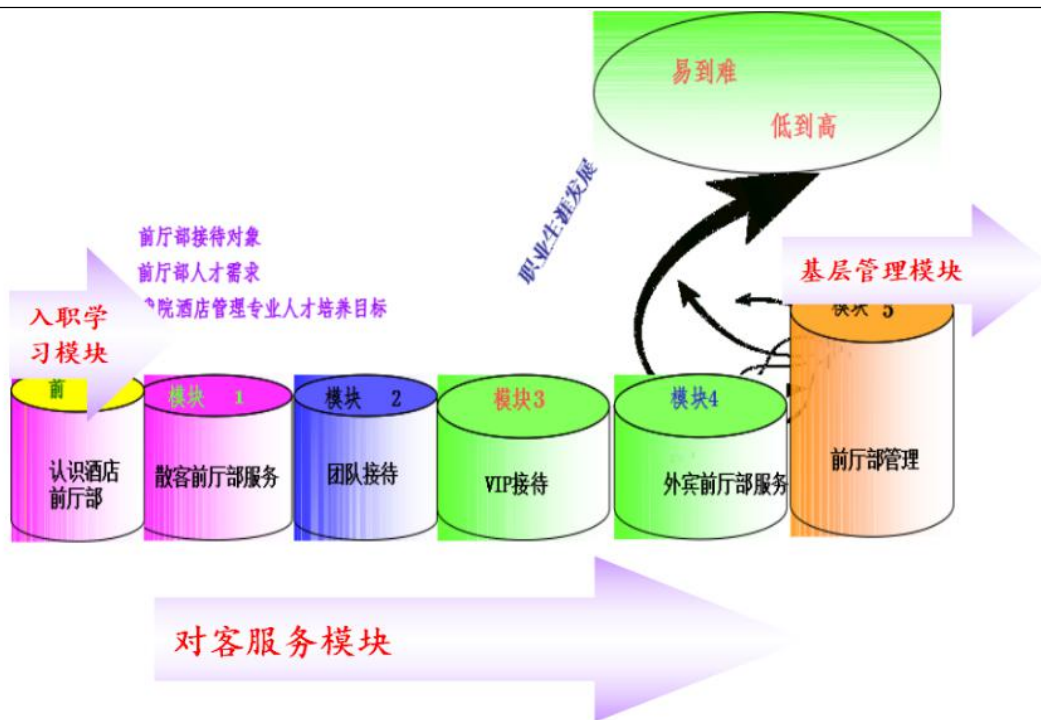 易到难
低到高
职业生涯发展
前厅部接待对象
前厅部人才需求
院酒店管理专业人才培养目标
入职学
习模块
基层管理模块
前
模块 1
模块 2
模块3
模块4
模块 5
认识酒店
前厅部
散客前厅部服务
团队接待
VIP接待
外宾前厅部服务
前厅部管理
对客服务模块